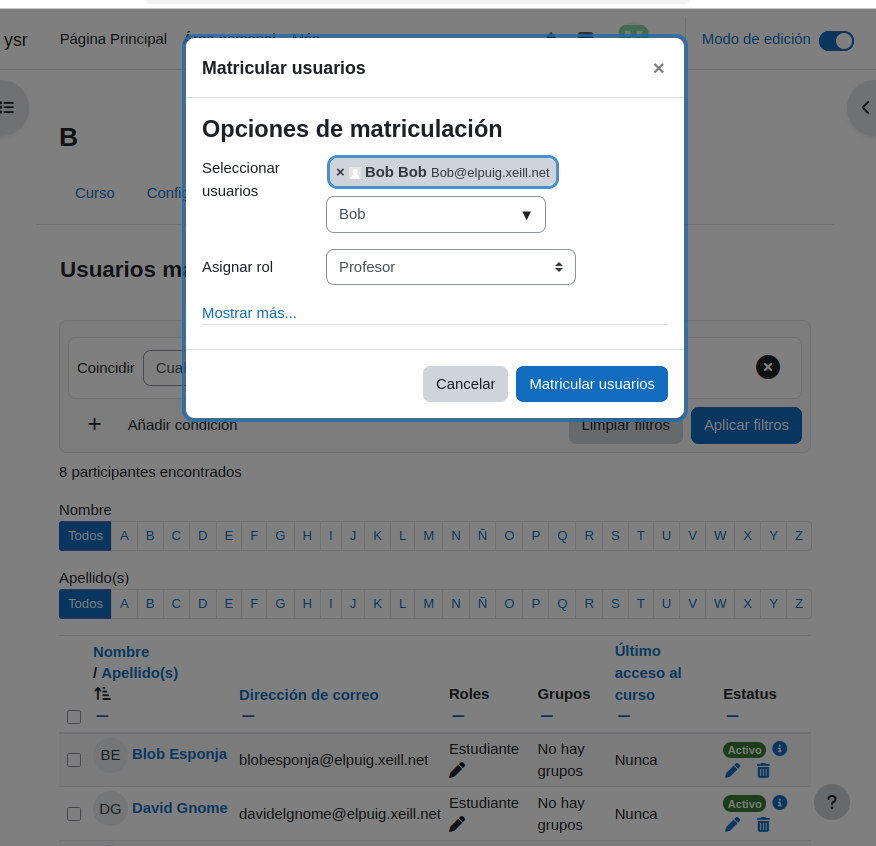 ysr
Página Principal
Modo de edición
Matricular usuarios ×
Opciones de matriculación
Seleccionar usuarios
× Bob Bob Bob@elpuig.xeill.net
Bob ▼
Asignar rol
Profesor
Mostrar más...
Cancelar
Matricular usuarios
B
Curso
Usuarios
Coincidir
Añadir condición
Limpiar filtros
Aplicar filtros
8 participantes encontrados
Nombre
Todos A B C D E F G H I J K L M N Ñ O P Q R S T U V W X Y Z
Apellido(s)
Todos A B C D E F G H I J K L M N Ñ O P Q R S T U V W X Y Z
Nombre / Apellido(s)
Dirección de correo
Roles
Grupos
Último acceso al curso
Estatus
BE Blob Esponja blobesponja@elpuig.xeill.net Estudiante No hay grupos Nunca Activo
DG David Gnome davidelgnome@elpuig.xeill.net Estudiante No hay grupos Nunca Activo
?